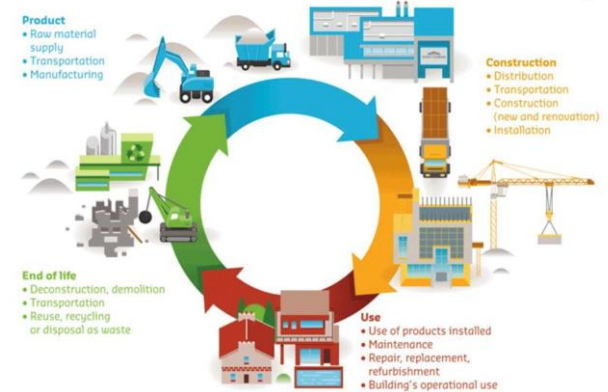 Product
• Raw material
supply
• Transportation
• Manufacturing
Construction
• Distribution
• Transportation
• Construction
(new and renovation)
• Installation
End of life
• Deconstruction, demolition
• Transportation
• Reuse, recycling
or disposal as waste
Use
• Use of products installed
• Maintenance
• Repair, replacement,
refurbishment
• Building's operational use